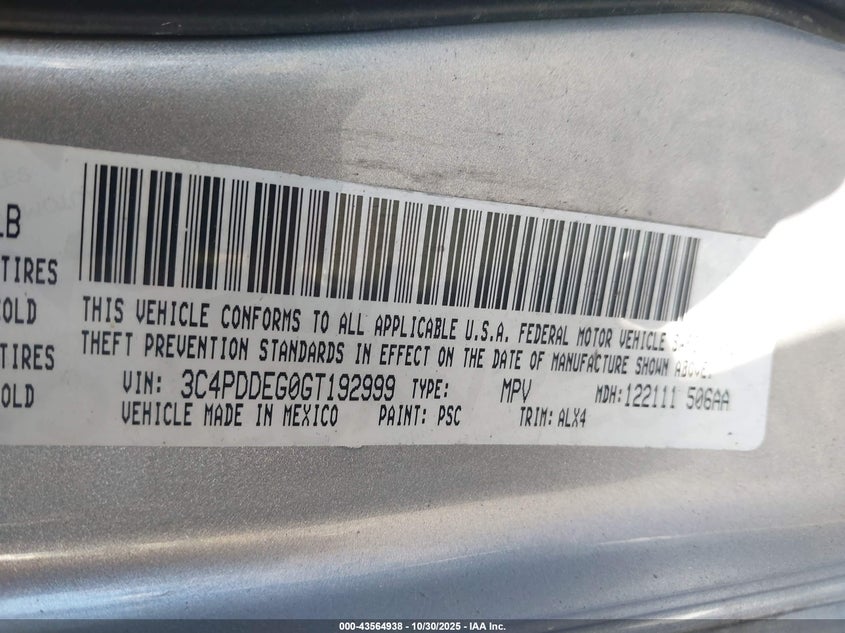 LB
TIRES
COLD
TIRES
OLD
THIS VEHICLE CONFORMS TO ALL APPLICABLE U.S.A. FEDERAL MOTOR VEHICLE
THEFT PREVENTION STANDARDS IN EFFECT ON THE DATE OF MANUFACTURE SHOWN ABOVE.
VIN: 3C4PDDEG0GT192999 TYPE: MPV MDH: 122111 506AA
VEHICLE MADE IN MEXICO PAINT: PSC TRIM: ALX4
000-43564938 - 10/30/2025 - IAA Inc.